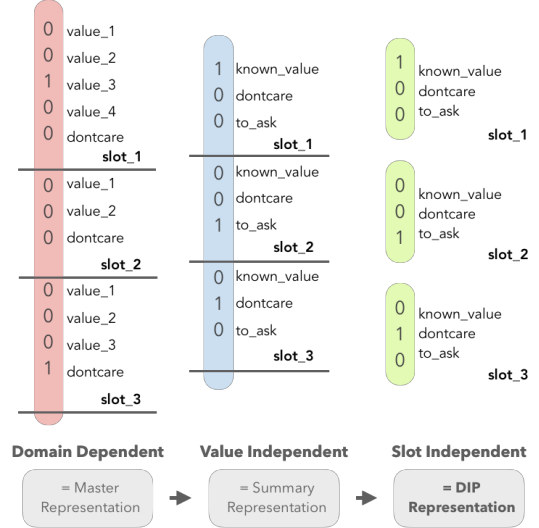 0 value_1
0 value_2
1 value_3
0 value_4
0 dontcare
slot_1
0 value_1
0 value_2
0 dontcare
slot_2
0 value_1
0 value_2
0 value_3
1 dontcare
slot_3
1 known_value
0 dontcare
0 to_ask
slot_1
0 known_value
0 dontcare
1 to_ask
slot_2
0 known_value
1 dontcare
0 to_ask
slot_3
1 known_value
0 dontcare
0 to_ask
slot_1
0 known_value
0 dontcare
1 to_ask
slot_2
0 known_value
1 dontcare
0 to_ask
slot_3
Domain Dependent
= Master
Representation
Value Independent
= Summary
Representation
Slot Independent
= DIP
Representation